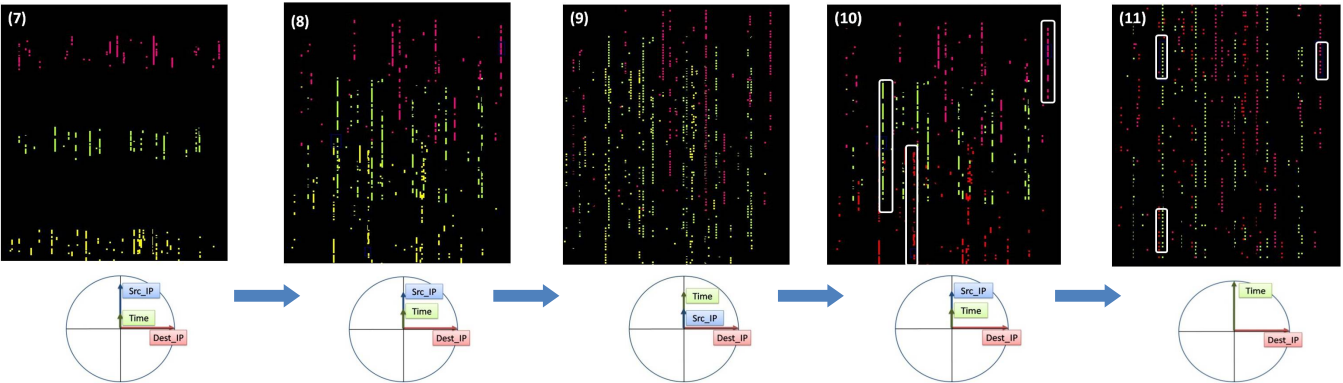 (7)
(8)
(9)
(10)
(11)
Src_IP
Time
Dest_IP
Src_IP
Time
Dest_IP
Time
Src_IP
Dest_IP
Src_IP
Time
Dest_IP
Time
Dest_IP